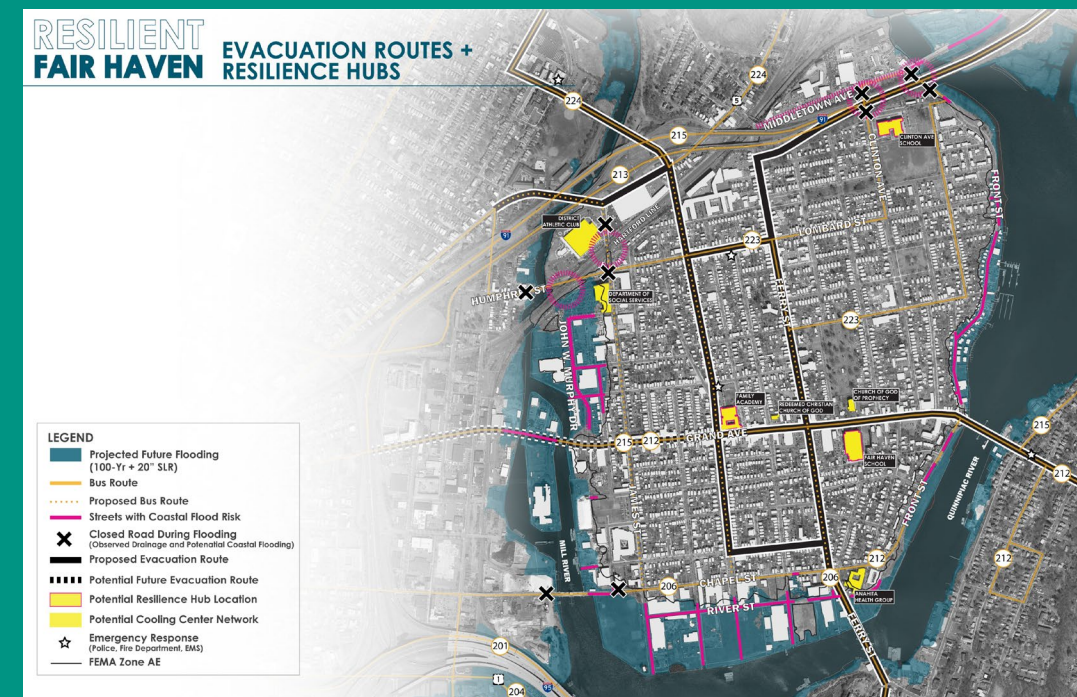 RESILIENT
FAIR HAVEN
EVACUATION ROUTES +
RESILIENCE HUBS
224
224
5
215
213
MIDDLETOWN AVE
91
CLINTON AVE
SCHOOL
CLINTON AVE
FRONT ST
DISTRICT
ATHLETIC CLUB
91
223
LOMBARD ST
HUMPHREY ST
DEPARTMENT OF
SOCIAL SERVICES
FERRY ST
223
JOHN W. MURPHY DR
FAMILY
ACADEMY
REDEEMED CHRISTIAN
CHURCH OF GOD
CHURCH OF GOD
OF PROPHECY
215
212
GRAND AVE
215
212
FAIR HAVEN
SCHOOL
JAMES S
FRONT ST
QUINNIPIAC RIVER
MILL RIVER
212
212
206
CHAPEL ST
206
RIVER ST
ANAHITA
HEALTH GROUP
FERRY ST
201
1
204
95
LEGEND
Projected Future Flooding
(100-Yr + 20" SLR)
Bus Route
Proposed Bus Route
Streets with Coastal Flood Risk
Closed Road During Flooding
(Observed Drainage and Potenatial Coastal Flooding)
Proposed Evacuation Route
Potential Future Evacuation Route
Potential Resilience Hub Location
Potential Cooling Center Network
Emergency Response
(Police, Fire Department, EMS)
FEMA Zone AE